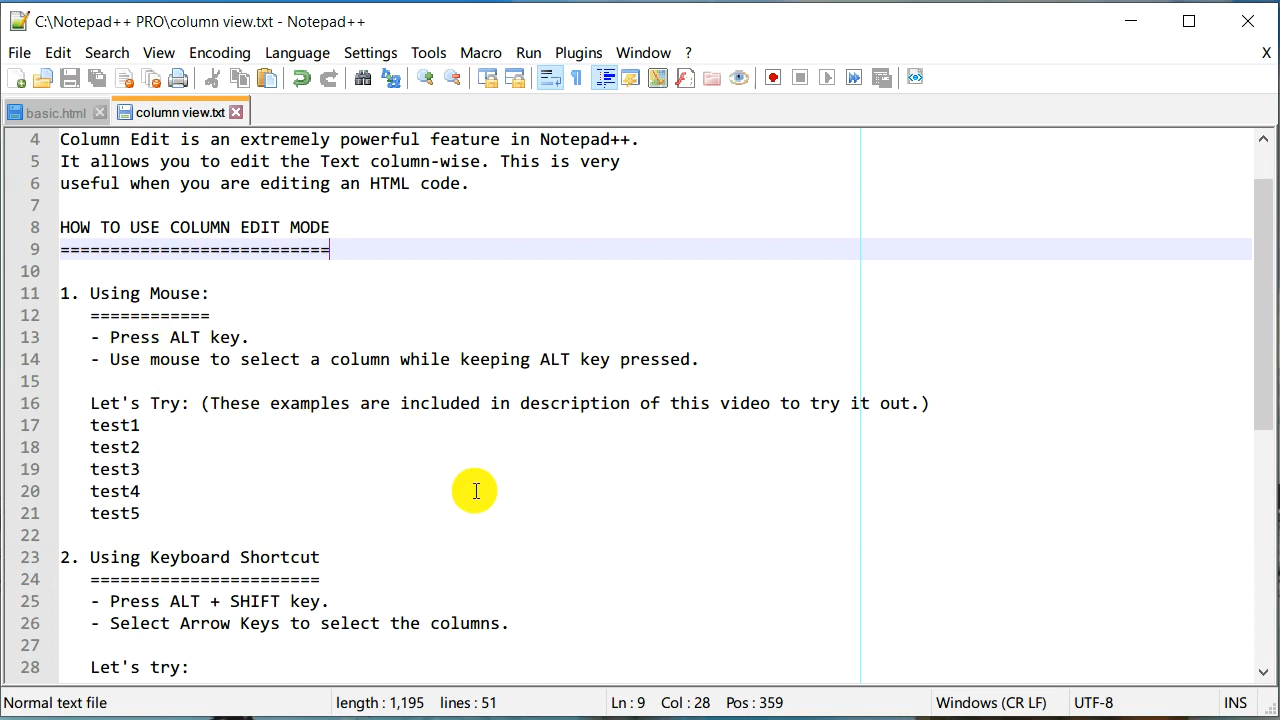 C:\Notepad++ PRO\column view.txt - Notepad++
File Edit Search View Encoding Language Settings Tools Macro Run Plugins Window ? X
basic.html column view.txt
4 Column Edit is an extremely powerful feature in Notepad++.
5 It allows you to edit the Text column-wise. This is very
6 useful when you are editing an HTML code.
7
8 HOW TO USE COLUMN EDIT MODE
9 ===========================
10
11 1. Using Mouse:
12 ============
13 - Press ALT key.
14 - Use mouse to select a column while keeping ALT key pressed.
15
16 Let's Try: (These examples are included in description of this video to try it out.)
17 test1
18 test2
19 test3
20 test4
21 test5
22
23 2. Using Keyboard Shortcut
24 =======================
25 - Press ALT + SHIFT key.
26 - Select Arrow Keys to select the columns.
27
28 Let's try:
Normal text file length : 1,195 lines : 51 Ln : 9 Col : 28 Pos : 359 Windows (CR LF) UTF-8 INS